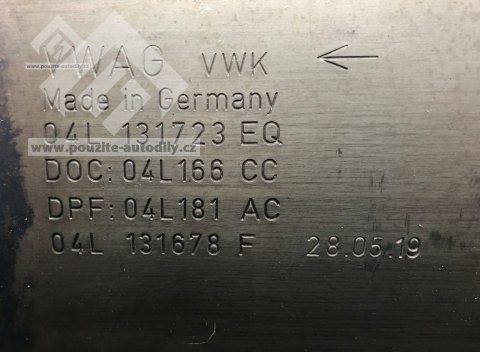 VWAG VWK ←
www.pouzite-autodily.cz
Made in Germany
04L 131723 EQ
www.pouzite-autodily.cz
DOC: 04L166 CC
DPF: 04L181 AC
04L 131678 F 28.05.19